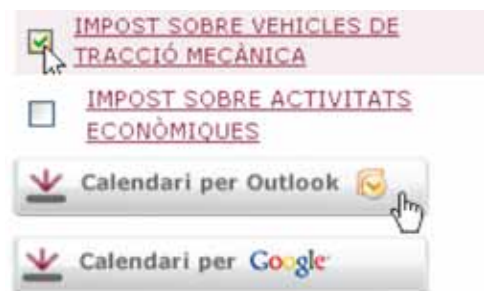 IMPOST SOBRE VEHICLES DE
TRACCIÓ MECÀNICA
IMPOST SOBRE ACTIVITATS
ECONÒMIQUES
Calendari per Outlook
Calendari per Google